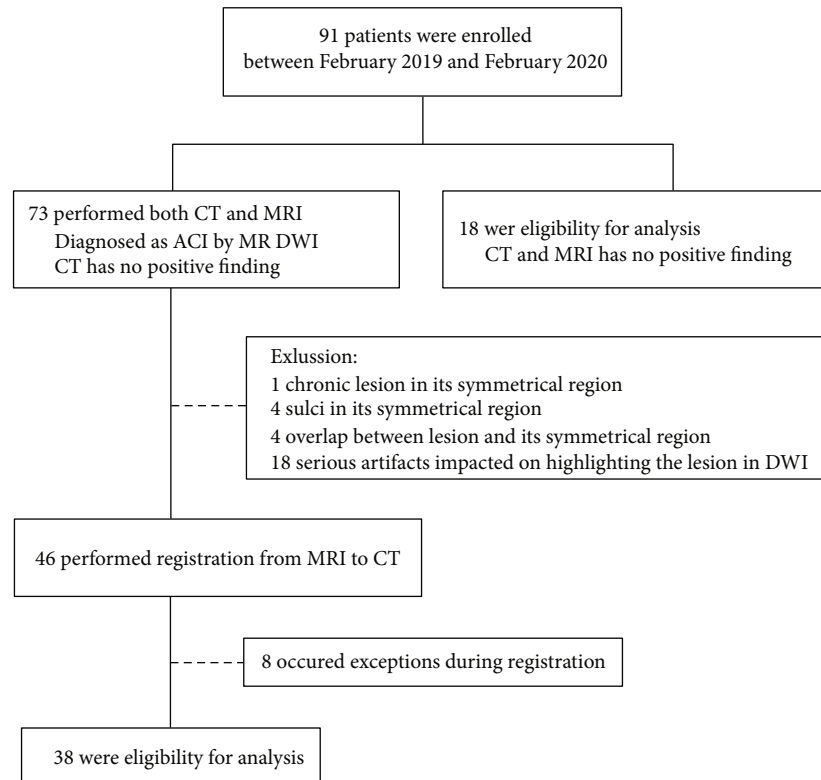 91 patients were enrolled
between February 2019 and February 2020
73 performed both CT and MRI
Diagnosed as ACI by MR DWI
CT has no positive finding
18 wer eligibility for analysis
CT and MRI has no positive finding
Exlussion:
1 chronic lesion in its symmetrical region
4 sulci in its symmetrical region
4 overlap between lesion and its symmetrical region
18 serious artifacts impacted on highlighting the lesion in DWI
46 performed registration from MRI to CT
8 occured exceptions during registration
38 were eligibility for analysis